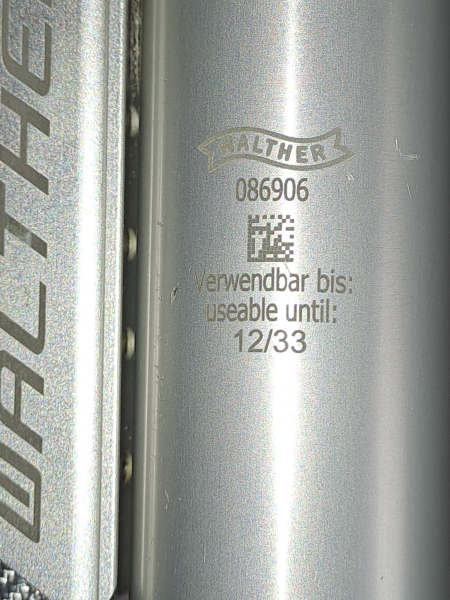 WALTHER
WALTHER
086906
Verwendbar bis:
useable until:
12/33